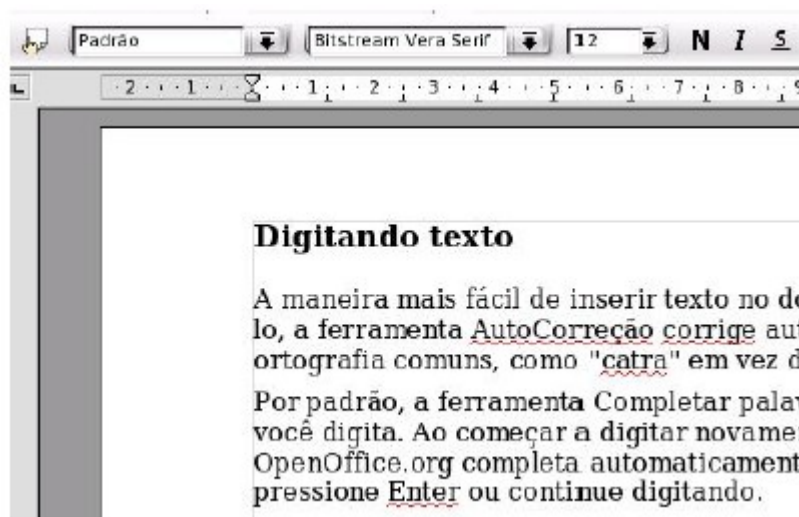 Padrão Bitstream Vera Serif 12 N I S
2 1 1 2 3 4 5 6 7 8 9
Digitando texto
A maneira mais fácil de inserir texto no d
lo, a ferramenta AutoCorreção corrige au
ortografia comuns, como "catra" em vez d
Por padrão, a ferramenta Completar pala
você digita. Ao começar a digitar novame
OpenOffice.org completa automaticament
pressione Enter ou continue digitando.